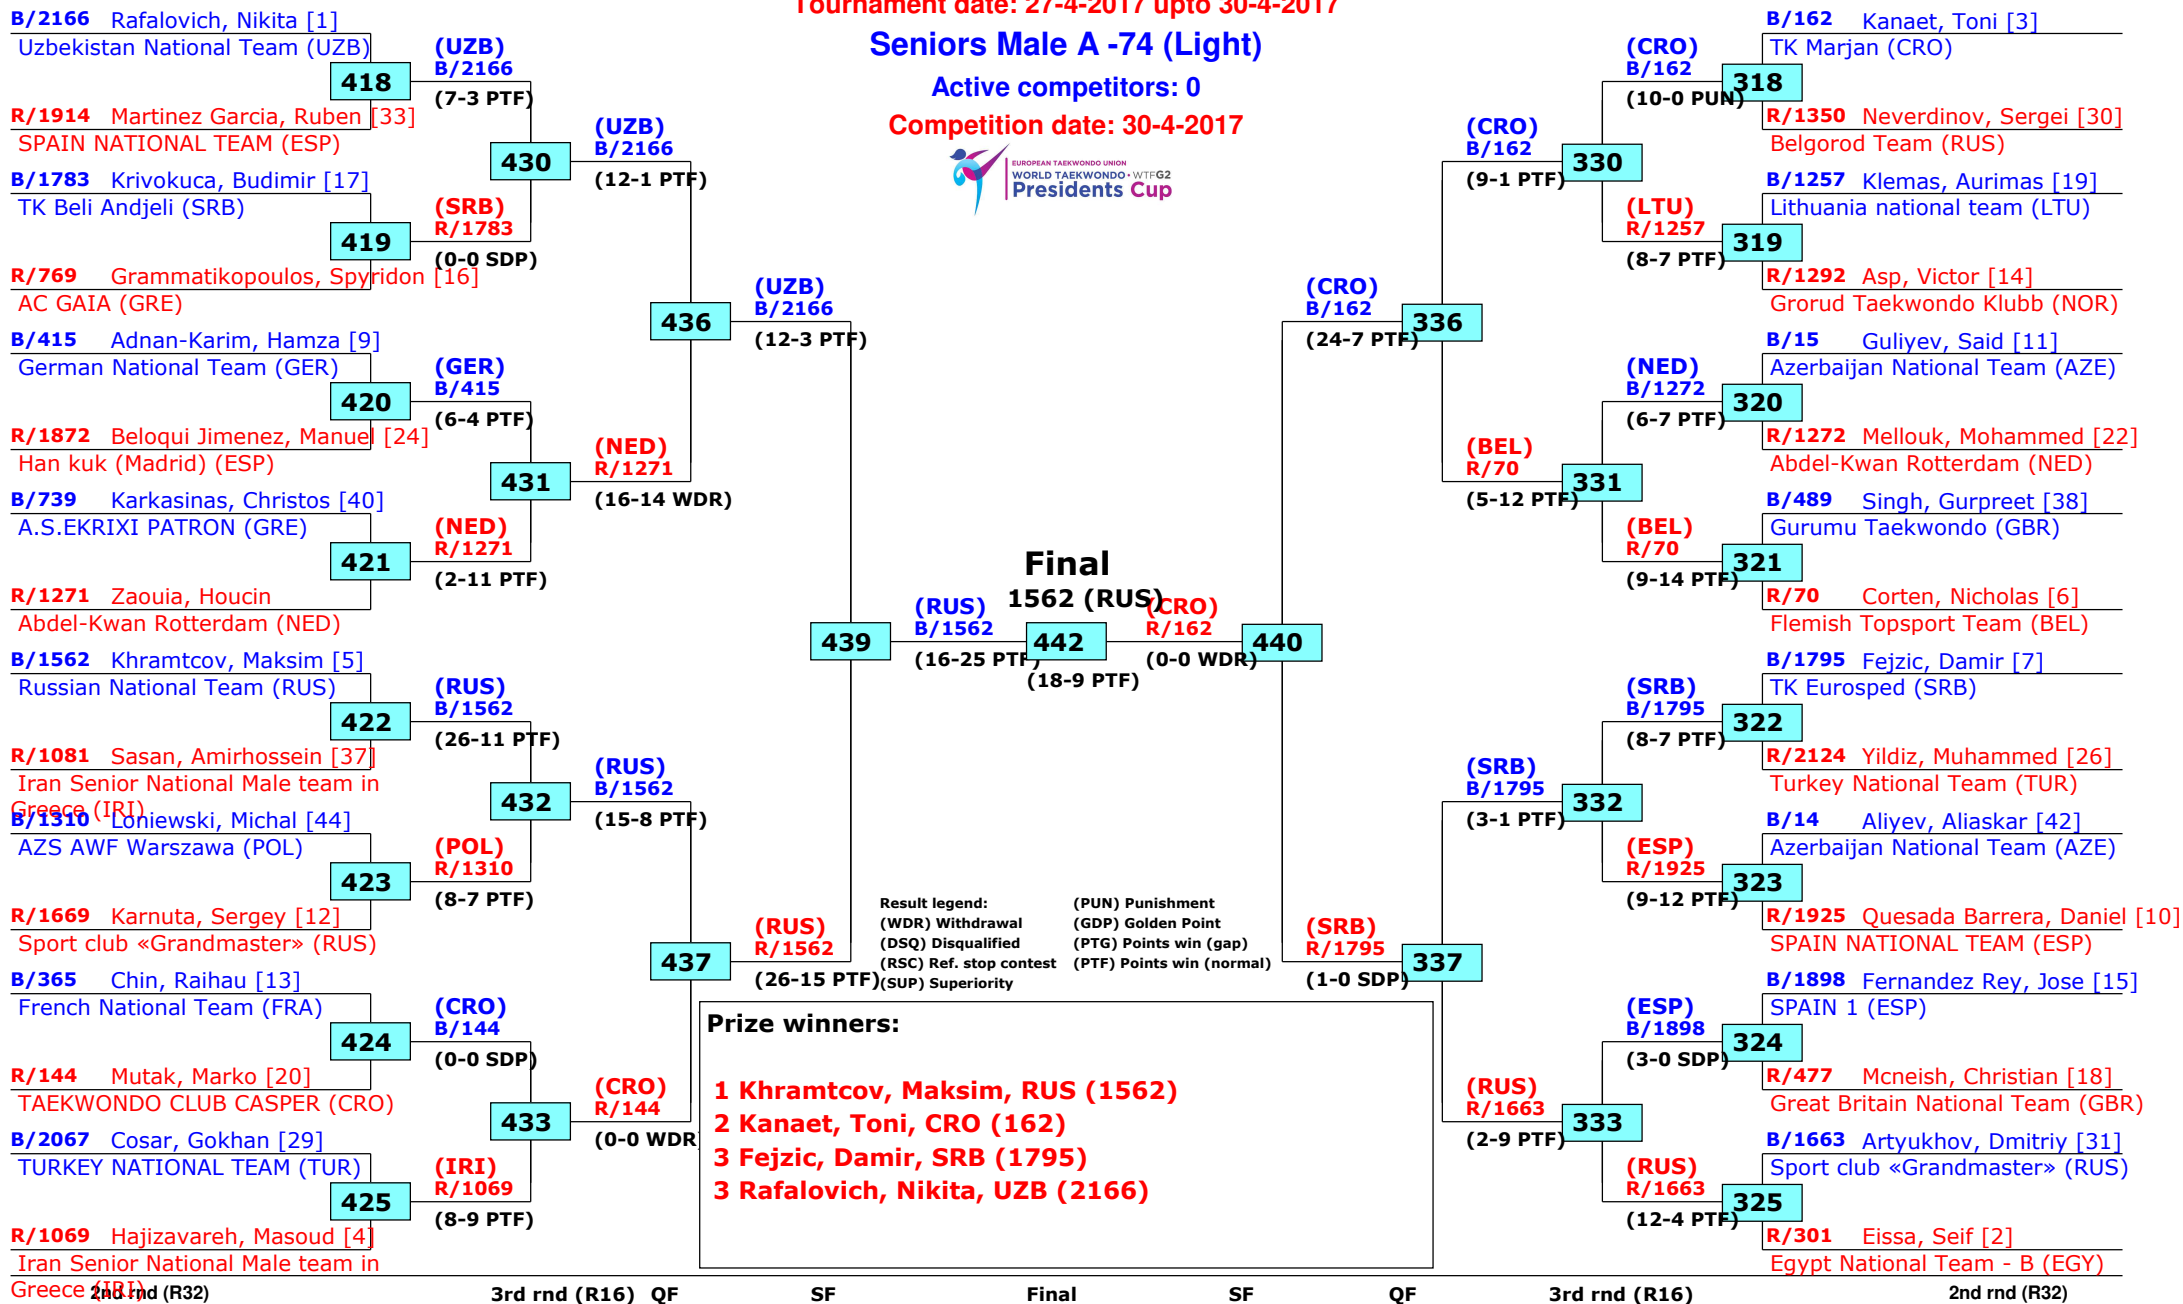 Tournament date: 27-4-2017 upto 30-4-2017
Seniors Male A -74 (Light)
Active competitors: 0
Competition date: 30-4-2017
EUROPEAN TAEKWONDO UNION
WORLD TAEKWONDO • WTFG2
Presidents Cup
B/2166 Rafalovich, Nikita [1]
Uzbekistan National Team (UZB)
418
R/1914 Martinez Garcia, Ruben [33]
SPAIN NATIONAL TEAM (ESP)
B/1783 Krivokuca, Budimir [17]
TK Beli Andjeli (SRB)
419
R/769 Grammatikopoulos, Spyridon [16]
AC GAIA (GRE)
B/415 Adnan-Karim, Hamza [9]
German National Team (GER)
420
R/1872 Beloqui Jimenez, Manuel [24]
Han kuk (Madrid) (ESP)
B/739 Karkasinas, Christos [40]
A.S.EKRIXI PATRON (GRE)
421
R/1271 Zaouia, Houcin
Abdel-Kwan Rotterdam (NED)
B/1562 Khramtcov, Maksim [5]
Russian National Team (RUS)
422
R/1081 Sasan, Amirhossein [37]
Iran Senior National Male team in
Greece (IRI)
B/1310 Loniewski, Michal [44]
AZS AWF Warszawa (POL)
423
R/1669 Karnuta, Sergey [12]
Sport club «Grandmaster» (RUS)
B/365 Chin, Raihau [13]
French National Team (FRA)
424
R/144 Mutak, Marko [20]
TAEKWONDO CLUB CASPER (CRO)
B/2067 Cosar, Gokhan [29]
TURKEY NATIONAL TEAM (TUR)
425
R/1069 Hajizavareh, Masoud [4]
Iran Senior National Male team in
Greece (IRI)
(UZB)
B/2166
(7-3 PTF)
430
(SRB)
R/1783
(0-0 SDP)
(GER)
B/415
(6-4 PTF)
431
(NED)
R/1271
(2-11 PTF)
(RUS)
B/1562
(26-11 PTF)
432
(POL)
R/1310
(8-7 PTF)
(CRO)
B/144
(0-0 SDP)
433
(IRI)
R/1069
(8-9 PTF)
(UZB)
B/2166
(12-1 PTF)
436
(NED)
R/1271
(16-14 WDR)
(RUS)
B/1562
(15-8 PTF)
437
(CRO)
R/144
(0-0 WDR)
(UZB)
B/2166
(12-3 PTF)
439
(RUS)
R/1562
(26-15 PTF)
(RUS)
B/1562
(16-25 PTF)
Final
1562 (RUS)
442
(18-9 PTF)
(CRO)
R/162
(0-0 WDR)
440
(CRO)
B/162
(24-7 PTF)
336
(SRB)
R/1795
(1-0 SDP)
337
(CRO)
B/162
(9-1 PTF)
330
(BEL)
R/70
(5-12 PTF)
331
(SRB)
B/1795
(3-1 PTF)
332
(RUS)
R/1663
(2-9 PTF)
333
(CRO)
B/162
(10-0 PUN)
(LTU)
R/1257
(8-7 PTF)
(NED)
B/1272
(6-7 PTF)
(BEL)
R/70
(9-14 PTF)
(SRB)
B/1795
(8-7 PTF)
(ESP)
R/1925
(9-12 PTF)
(ESP)
B/1898
(3-0 SDP)
(RUS)
R/1663
(12-4 PTF)
B/162 Kanaet, Toni [3]
TK Marjan (CRO)
318
R/1350 Neverdinov, Sergei [30]
Belgorod Team (RUS)
B/1257 Klemas, Aurimas [19]
Lithuania national team (LTU)
319
R/1292 Asp, Victor [14]
Grorud Taekwondo Klubb (NOR)
B/15 Guliyev, Said [11]
Azerbaijan National Team (AZE)
320
R/1272 Mellouk, Mohammed [22]
Abdel-Kwan Rotterdam (NED)
B/489 Singh, Gurpreet [38]
Gurumu Taekwondo (GBR)
321
R/70 Corten, Nicholas [6]
Flemish Topsport Team (BEL)
B/1795 Fejzic, Damir [7]
TK Eurosped (SRB)
322
R/2124 Yildiz, Muhammed [26]
Turkey National Team (TUR)
B/14 Aliyev, Aliaskar [42]
Azerbaijan National Team (AZE)
323
R/1925 Quesada Barrera, Daniel [10]
SPAIN NATIONAL TEAM (ESP)
B/1898 Fernandez Rey, Jose [15]
SPAIN 1 (ESP)
324
R/477 Mcneish, Christian [18]
Great Britain National Team (GBR)
B/1663 Artyukhov, Dmitriy [31]
Sport club «Grandmaster» (RUS)
325
R/301 Eissa, Seif [2]
Egypt National Team - B (EGY)
Result legend: (PUN) Punishment
(WDR) Withdrawal (GDP) Golden Point
(DSQ) Disqualified (PTG) Points win (gap)
(RSC) Ref. stop contest (PTF) Points win (normal)
(SUP) Superiority
Prize winners:
1 Khramtcov, Maksim, RUS (1562)
2 Kanaet, Toni, CRO (162)
3 Fejzic, Damir, SRB (1795)
3 Rafalovich, Nikita, UZB (2166)
2nd rnd (R32) 3rd rnd (R16) QF SF Final SF QF 3rd rnd (R16) 2nd rnd (R32)